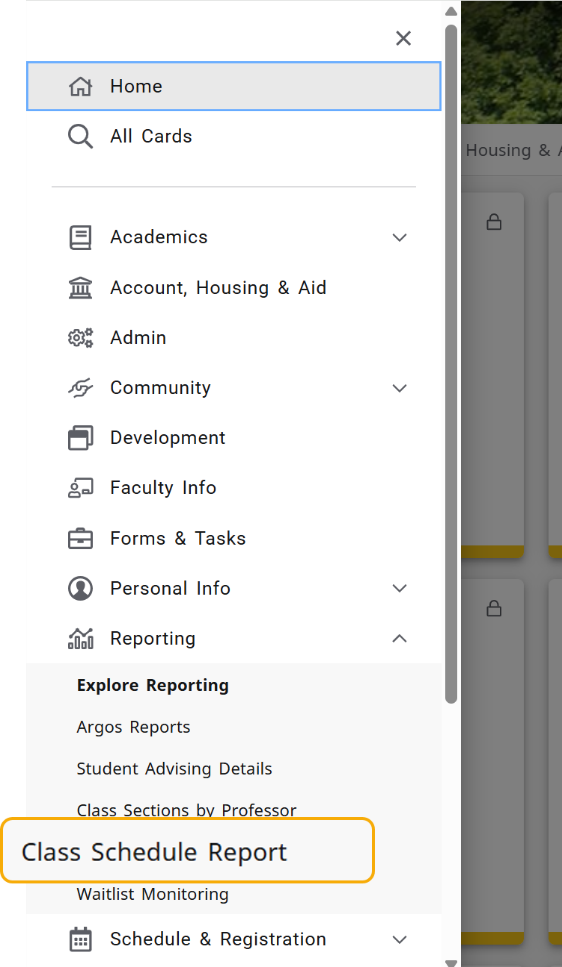 Home
All Cards
Housing &
Academics
Account, Housing & Aid
Admin
Community
Development
Faculty Info
Forms & Tasks
Personal Info
Reporting
Explore Reporting
Argos Reports
Student Advising Details
Class Sections by Professor
Class Schedule Report
Waitlist Monitoring
Schedule & Registration